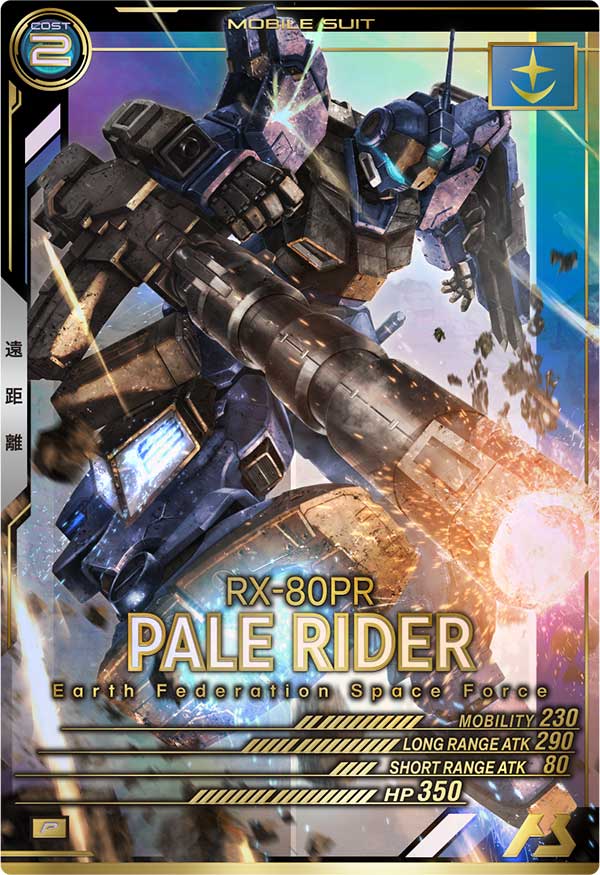 COST
2
MOBILE SUIT
遠距離
RX-80PR
PALE RIDER
Earth Federation Space Force
MOBILITY 230
LONG RANGE ATK 290
SHORT RANGE ATK 80
HP 350
P
AS